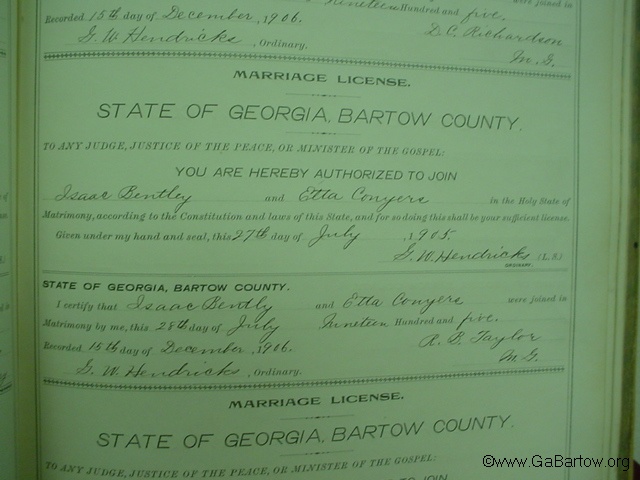 Nineteen Hundred and five. were joined in
Recorded 15th day of December, 1906.
D. C. Richardson
G. W. Hendricks, Ordinary.
M. G.
MARRIAGE LICENSE.
STATE OF GEORGIA, BARTOW COUNTY.
TO ANY JUDGE, JUSTICE OF THE PEACE, OR MINISTER OF THE GOSPEL:
YOU ARE HEREBY AUTHORIZED TO JOIN
Isaac Bentley and Etta Conyers in the Holy State of
Matrimony, according to the Constitution and laws of this State, and for so doing this shall be your sufficient license.
Given under my hand and seal, this 27th day of July, 1905.
G. W. Hendricks (L. S.)
ORDINARY.
STATE OF GEORGIA, BARTOW COUNTY.
I certify that Isaac Bently and Etta Conyers were joined in
Matrimony by me, this 28th day of July Nineteen Hundred and five.
Recorded 15th day of December, 1906. R. B. Taylor
G. W. Hendricks, Ordinary. M. G.
MARRIAGE LICENSE.
STATE OF GEORGIA, BARTOW COUNTY.
TO ANY JUDGE, JUSTICE OF THE PEACE, OR MINISTER OF THE GOSPEL:
JOIN
©www.GaBartow.org